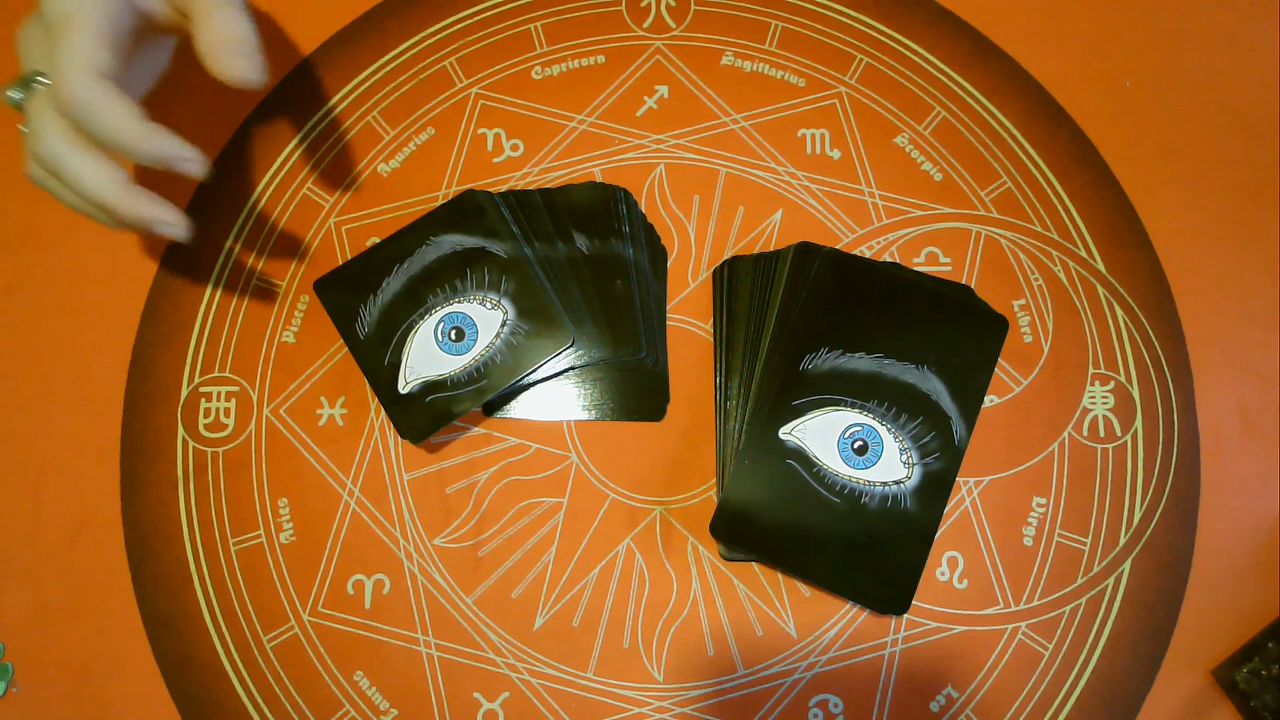 Capricorn
Sagittarius
Aquarius
Scorpio
Pisces
Libra
西
東
Aries
Virgo
Taurus
Leo